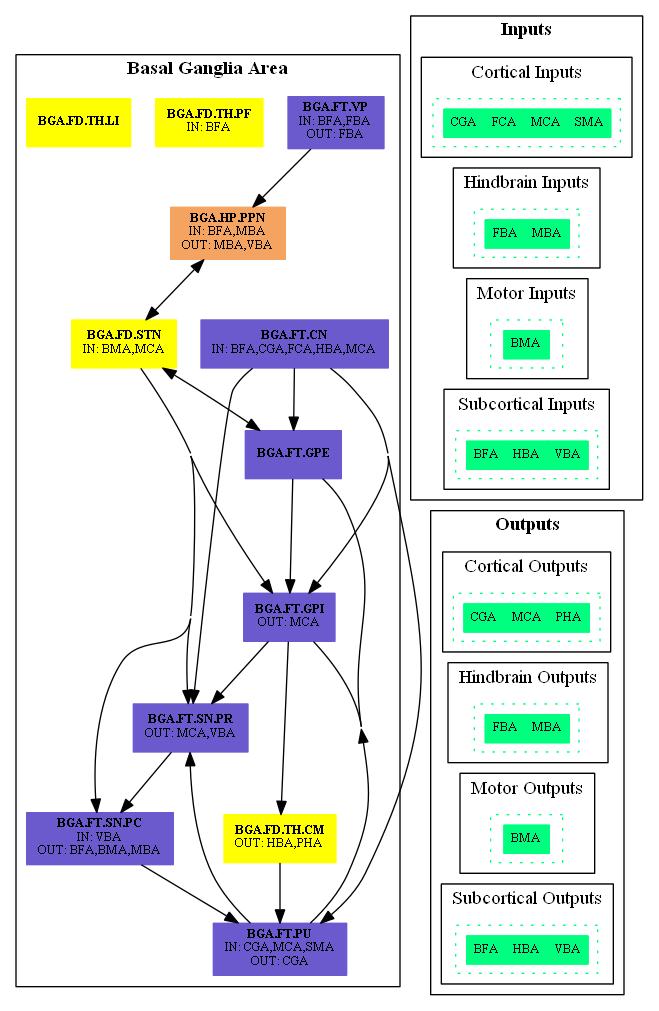 Basal Ganglia Area
BGA.FD.TH.LI
BGA.FD.TH.PF
IN: BFA
BGA.FT.VP
IN: BFA,FBA
OUT: FBA
BGA.HP.PPN
IN: BFA,MBA
OUT: MBA,VBA
BGA.FD.STN
IN: BMA,MCA
BGA.FT.CN
IN: BFA,CGA,FCA,HBA,MCA
BGA.FT.GPE
BGA.FT.GPI
OUT: MCA
BGA.FT.SN.PR
OUT: MCA,VBA
BGA.FT.SN.PC
IN: VBA
OUT: BFA,BMA,MBA
BGA.FD.TH.CM
OUT: HBA,PHA
BGA.FT.PU
IN: CGA,MCA,SMA
OUT: CGA
Inputs
Cortical Inputs
CGA FCA MCA SMA
Hindbrain Inputs
FBA MBA
Motor Inputs
BMA
Subcortical Inputs
BFA HBA VBA
Outputs
Cortical Outputs
CGA MCA PHA
Hindbrain Outputs
FBA MBA
Motor Outputs
BMA
Subcortical Outputs
BFA HBA VBA